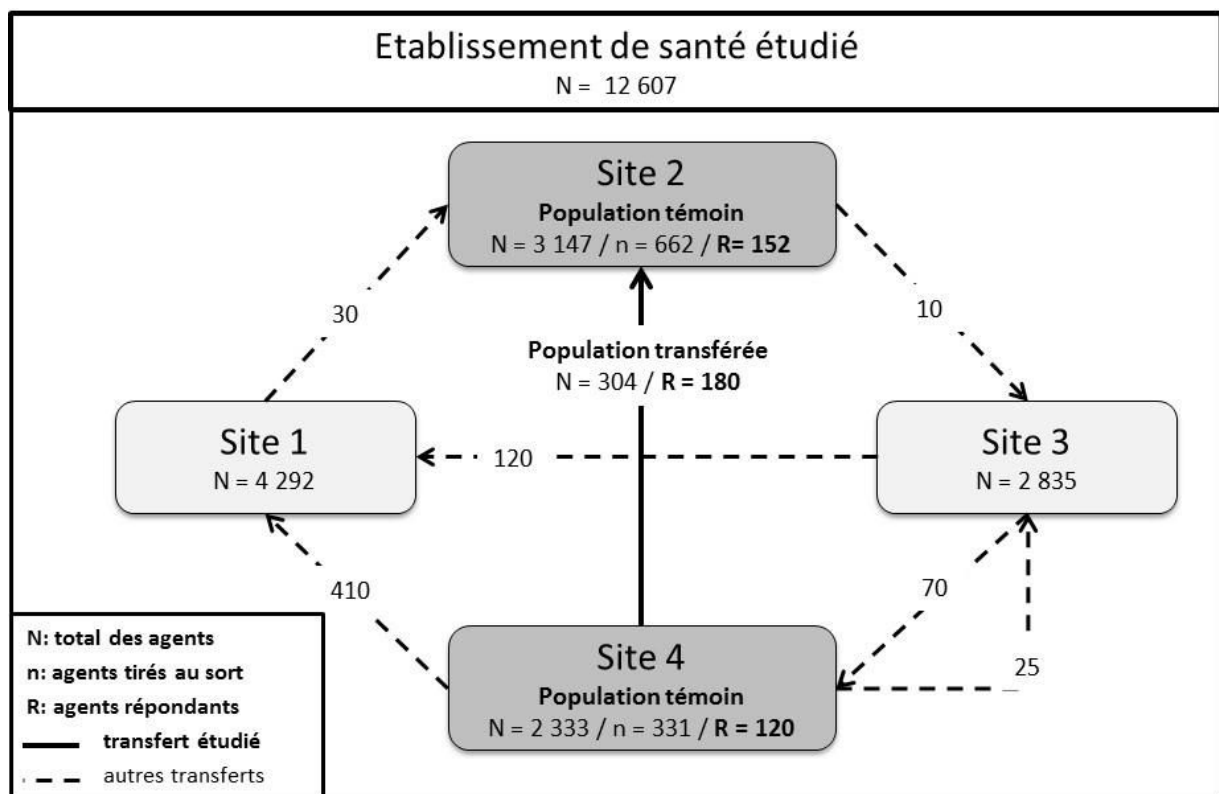 Etablissement de santé étudié
N = 12 607
Site 2
Population témoin
N = 3 147 / n = 662 / R= 152
30
10
Population transférée
N = 304 / R = 180
Site 1
N = 4 292
120
Site 3
N = 2 835
410
70
25
Site 4
Population témoin
N = 2 333 / n = 331 / R = 120
N: total des agents
n: agents tirés au sort
R: agents répondants
transfert étudié
autres transferts